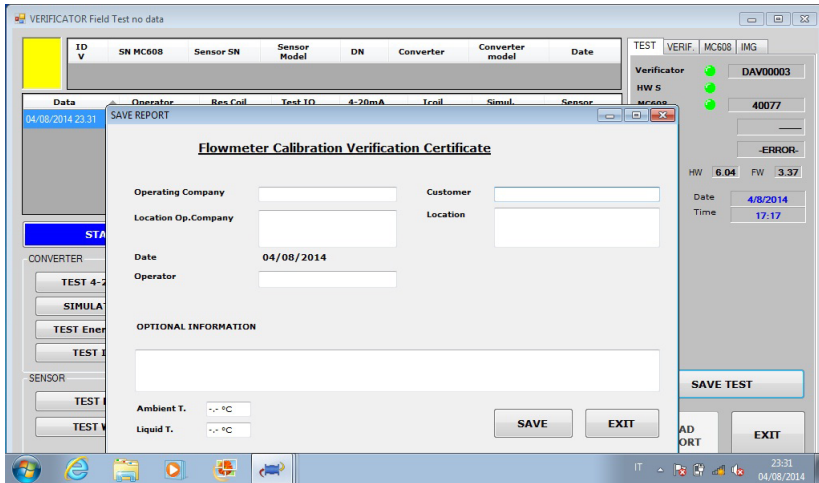 VERIFICATOR Field Test no data
ID V
SN MC608
Sensor SN
Sensor Model
DN
Converter
Converter model
Date
TEST
VERIF.
MC608
IMG
Verificator
DAV00003
HW S
MC608
40077
-ERROR-
HW 6.04 FW 3.37
Date 4/8/2014
Time 17:17
Data
Operator
Res Coil
Test IO
4-20mA
Icoil
Simul.
Sensor
04/08/2014 23.31
SAVE REPORT
Flowmeter Calibration Verification Certificate
Operating Company
Customer
Location Op.Company
Location
Date 04/08/2014
Operator
OPTIONAL INFORMATION
Ambient T. -.- °C
Liquid T. -.- °C
SAVE
EXIT
STA
CONVERTER
TEST 4-2
SIMULA
TEST Ener
TEST I
SENSOR
TEST
TEST
SAVE TEST
AD
ORT
EXIT
IT
23:31
04/08/2014